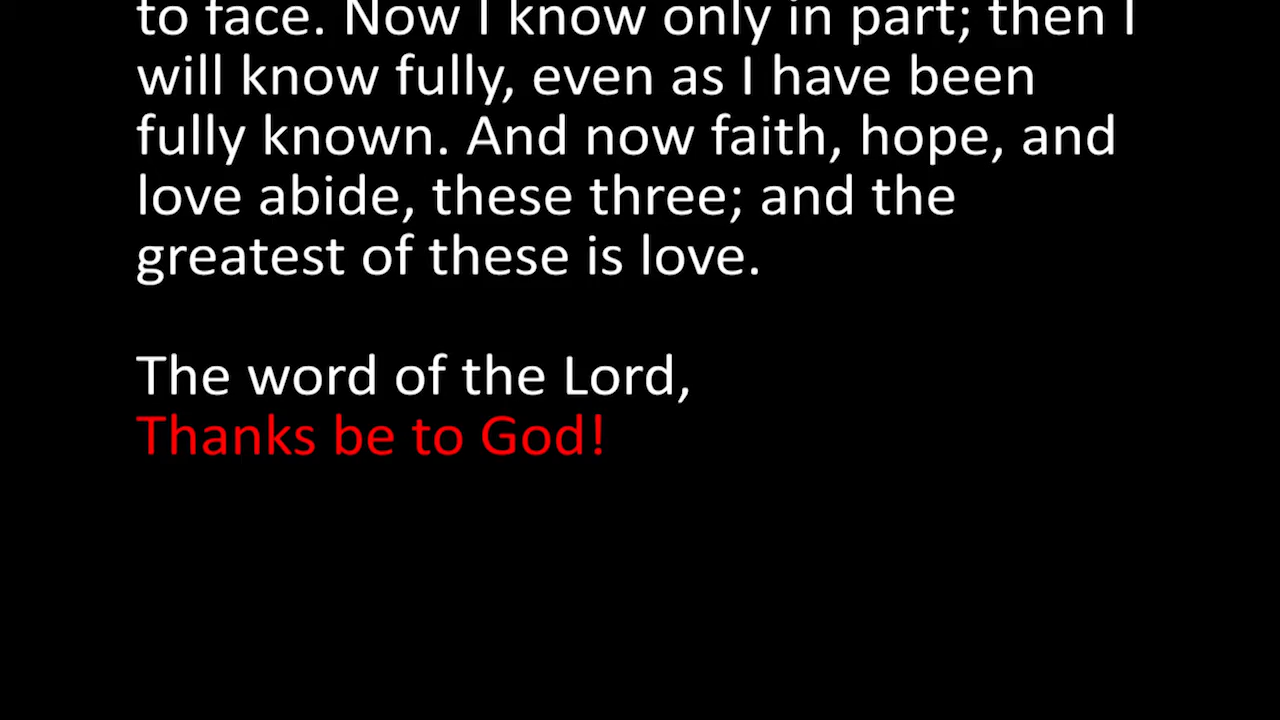 to face. Now I know only in part; then I
will know fully, even as I have been
fully known. And now faith, hope, and
love abide, these three; and the
greatest of these is love.
The word of the Lord,
Thanks be to God!